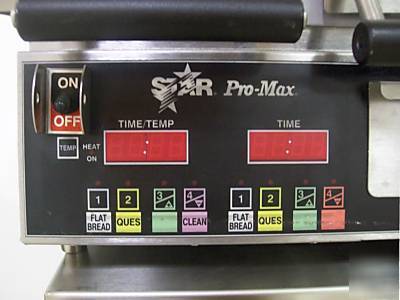 ON
OFF
STAR Pro-Max
TIME/TEMP
TIME
TEMP HEAT ON
1 2 3 4 1 2 3 4
FLAT BREAD QUES CLEAN FLAT BREAD QUES